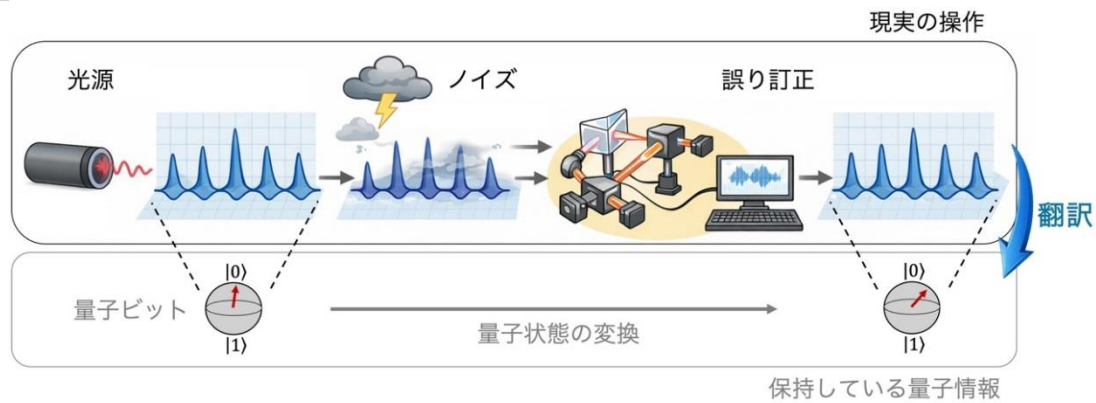 現実の操作
光源
ノイズ
誤り訂正
翻訳
|0⟩
|0⟩
量子ビット
量子状態の変換
|1⟩
|1⟩
保持している量子情報